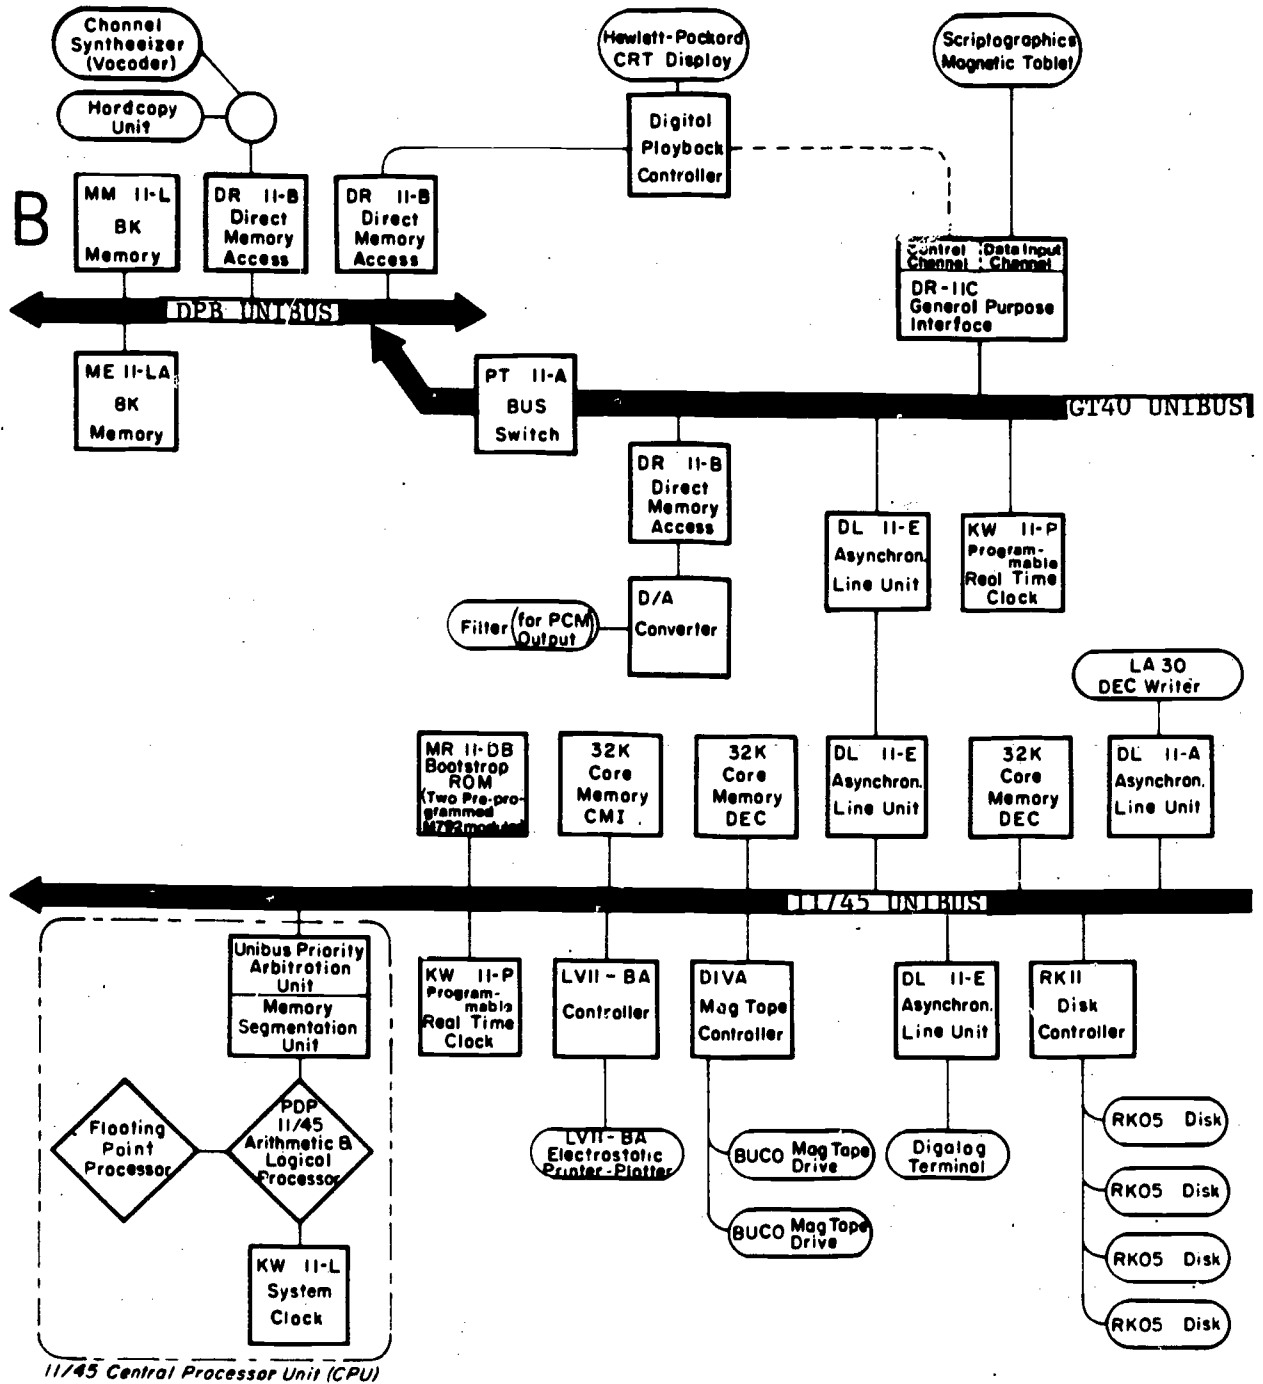 Channel
Syntheeizer
(Vocoder)
Hardcopy
Unit
Hewlett-Packard
CRT Display
Scriptographics
Magnetic Tablet
Digital
Playback
Controller
B
MM 11-L
8K
Memory
DR 11-B
Direct
Memory
Access
DR 11-B
Direct
Memory
Access
Control
Channel
Data Input
Channel
DR-11C
General Purpose
Interface
DPB UNIBUS
ME 11-LA
8K
Memory
PT 11-A
BUS
Switch
GT40 UNIBUS
DR 11-B
Direct
Memory
Access
DL 11-E
Asynchron.
Line Unit
KW 11-P
Program-
mable
Real Time
Clock
D/A
Converter
Filter (for PCM
Output)
LA 30
DEC Writer
MR 11-DB
Bootstrap
ROM
(Two Pre-pro-
grammed
M792 modules)
32K
Core
Memory
CMI
32K
Core
Memory
DEC
DL 11-E
Asynchron.
Line Unit
32K
Core
Memory
DEC
DL 11-A
Asynchron.
Line Unit
11/45 UNIBUS
Unibus Priority
Arbitration
Unit
Memory
Segmentation
Unit
KW 11-P
Program-
mable
Real Time
Clock
LV11-BA
Controller
DIVA
Mag Tape
Controller
DL 11-E
Asynchron.
Line Unit
RK11
Disk
Controller
Floating
Point
Processor
PDP
11/45
Arithmetic &
Logical
Processor
LV11-BA
Electrostatic
Printer-Plotter
BUCO Mag Tape
Drive
BUCO Mag Tape
Drive
Digalog
Terminal
RK05 Disk
RK05 Disk
RK05 Disk
RK05 Disk
KW 11-L
System
Clock
11/45 Central Processor Unit (CPU)